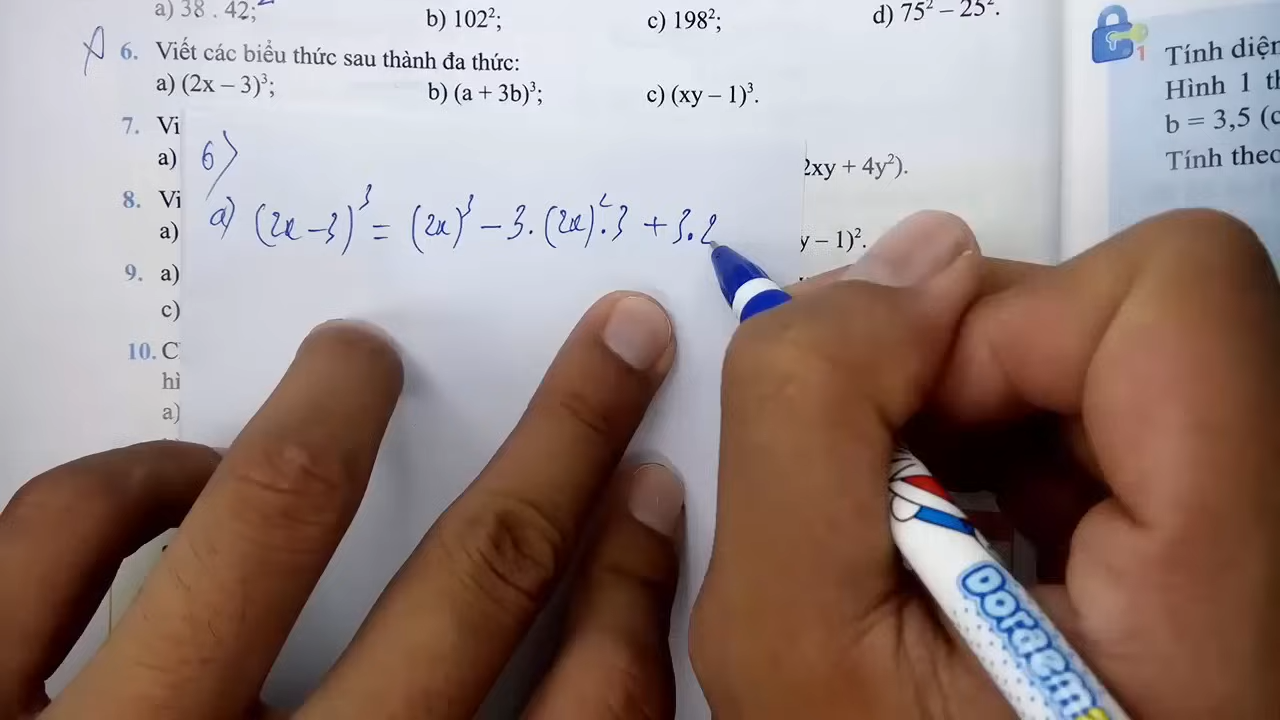 a) 38 . 42;
b) 102²;
c) 198²;
d) 75² – 25².
6. Viết các biểu thức sau thành đa thức:
a) (2x – 3)³;
b) (a + 3b)³;
c) (xy – 1)³.
7. Vi
a)
2xy + 4y²).
8. Vi
a)
y – 1)².
9. a)
c)
10. C
hì
a)
6)
a) (2x – 3)³ = (2x)³ – 3.(2x)².3 + 3.2
1
Tính diện
Hình 1 th
b = 3,5 (c
Tính theo
Doraem